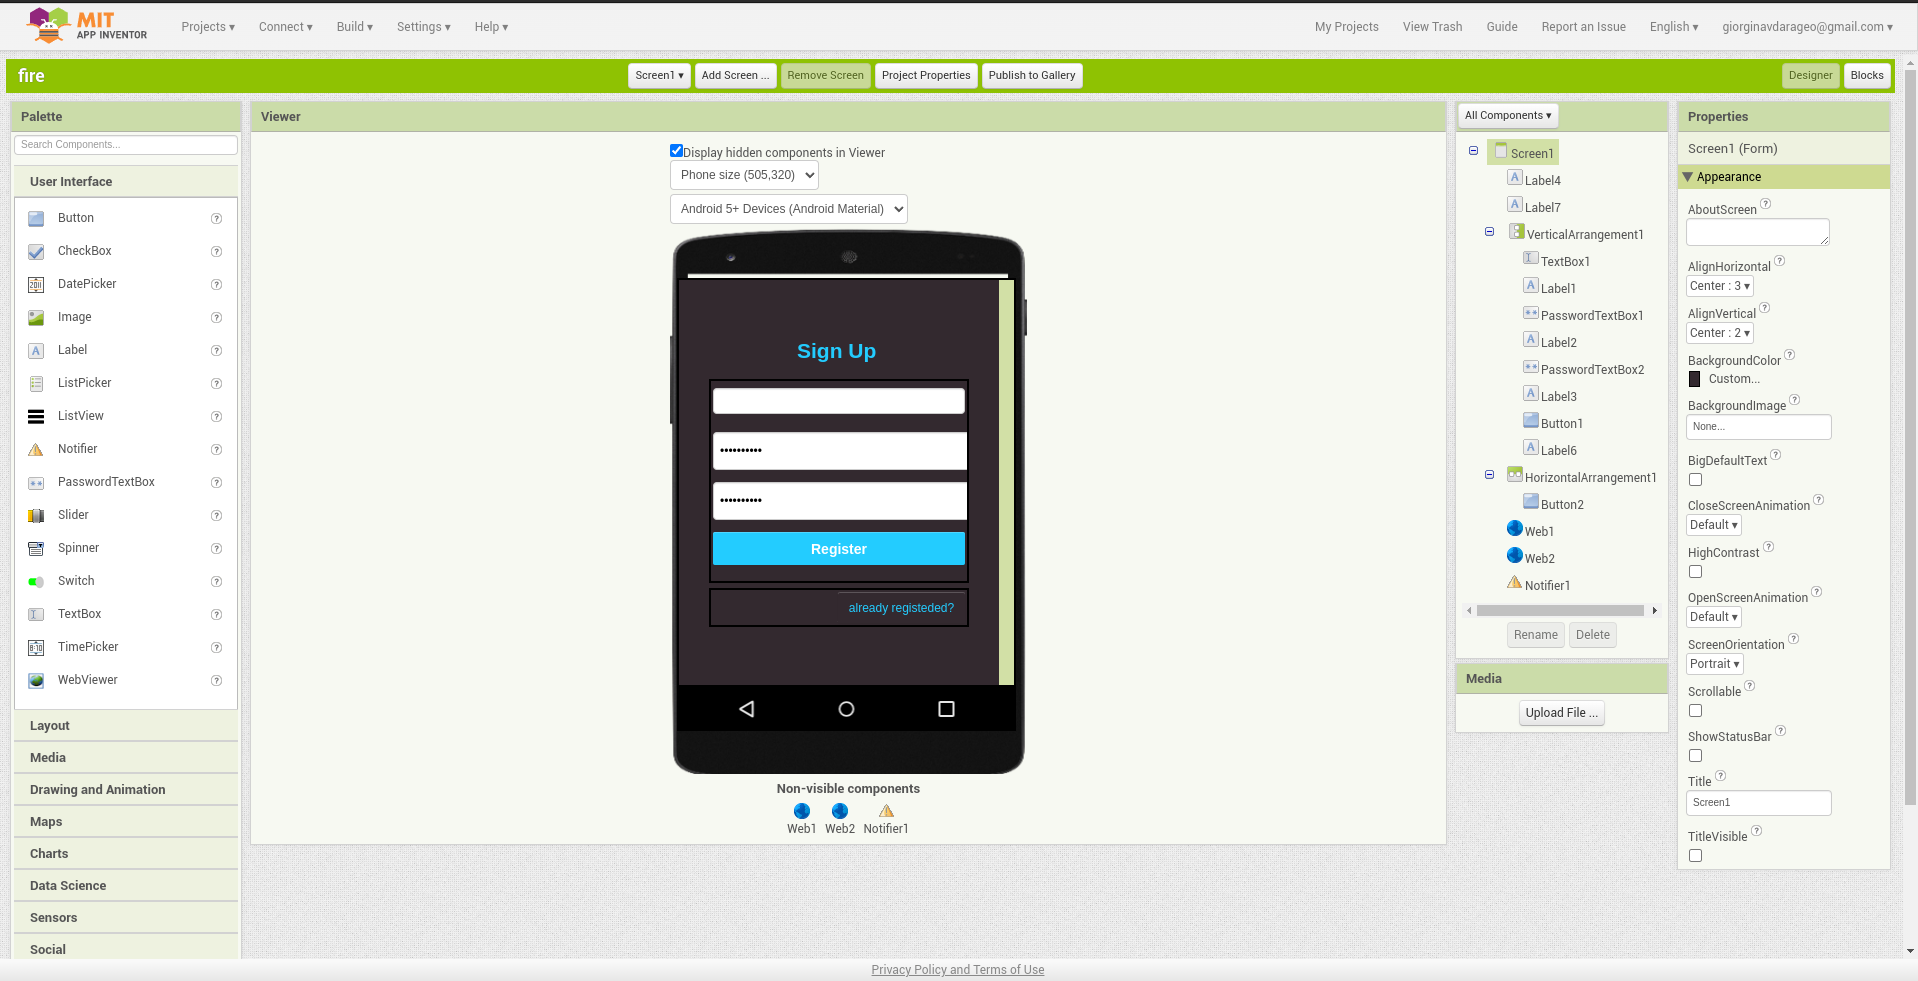 MIT
APP INVENTOR
Projects ▾
Connect ▾
Build ▾
Settings ▾
Help ▾
My Projects
View Trash
Guide
Report an Issue
English ▾
giorginavdarageo@gmail.com ▾
fire
Screen1 ▾
Add Screen ...
Remove Screen
Project Properties
Publish to Gallery
Designer
Blocks
Palette
Search Components...
User Interface
Button
CheckBox
DatePicker
Image
Label
ListPicker
ListView
Notifier
PasswordTextBox
Slider
Spinner
Switch
TextBox
TimePicker
WebViewer
Layout
Media
Drawing and Animation
Maps
Charts
Data Science
Sensors
Social
Viewer
Display hidden components in Viewer
Phone size (505,320)
Android 5+ Devices (Android Material)
Sign Up
••••••••••
••••••••••
Register
already registeded?
Non-visible components
Web1
Web2
Notifier1
All Components ▾
Screen1
Label4
Label7
VerticalArrangement1
TextBox1
Label1
PasswordTextBox1
Label2
PasswordTextBox2
Label3
Button1
Label6
HorizontalArrangement1
Button2
Web1
Web2
Notifier1
Rename
Delete
Media
Upload File ...
Properties
Screen1 (Form)
Appearance
AboutScreen
AlignHorizontal
Center : 3 ▾
AlignVertical
Center : 2 ▾
BackgroundColor
Custom...
BackgroundImage
None...
BigDefaultText
CloseScreenAnimation
Default ▾
HighContrast
OpenScreenAnimation
Default ▾
ScreenOrientation
Portrait ▾
Scrollable
ShowStatusBar
Title
Screen1
TitleVisible
Privacy Policy and Terms of Use